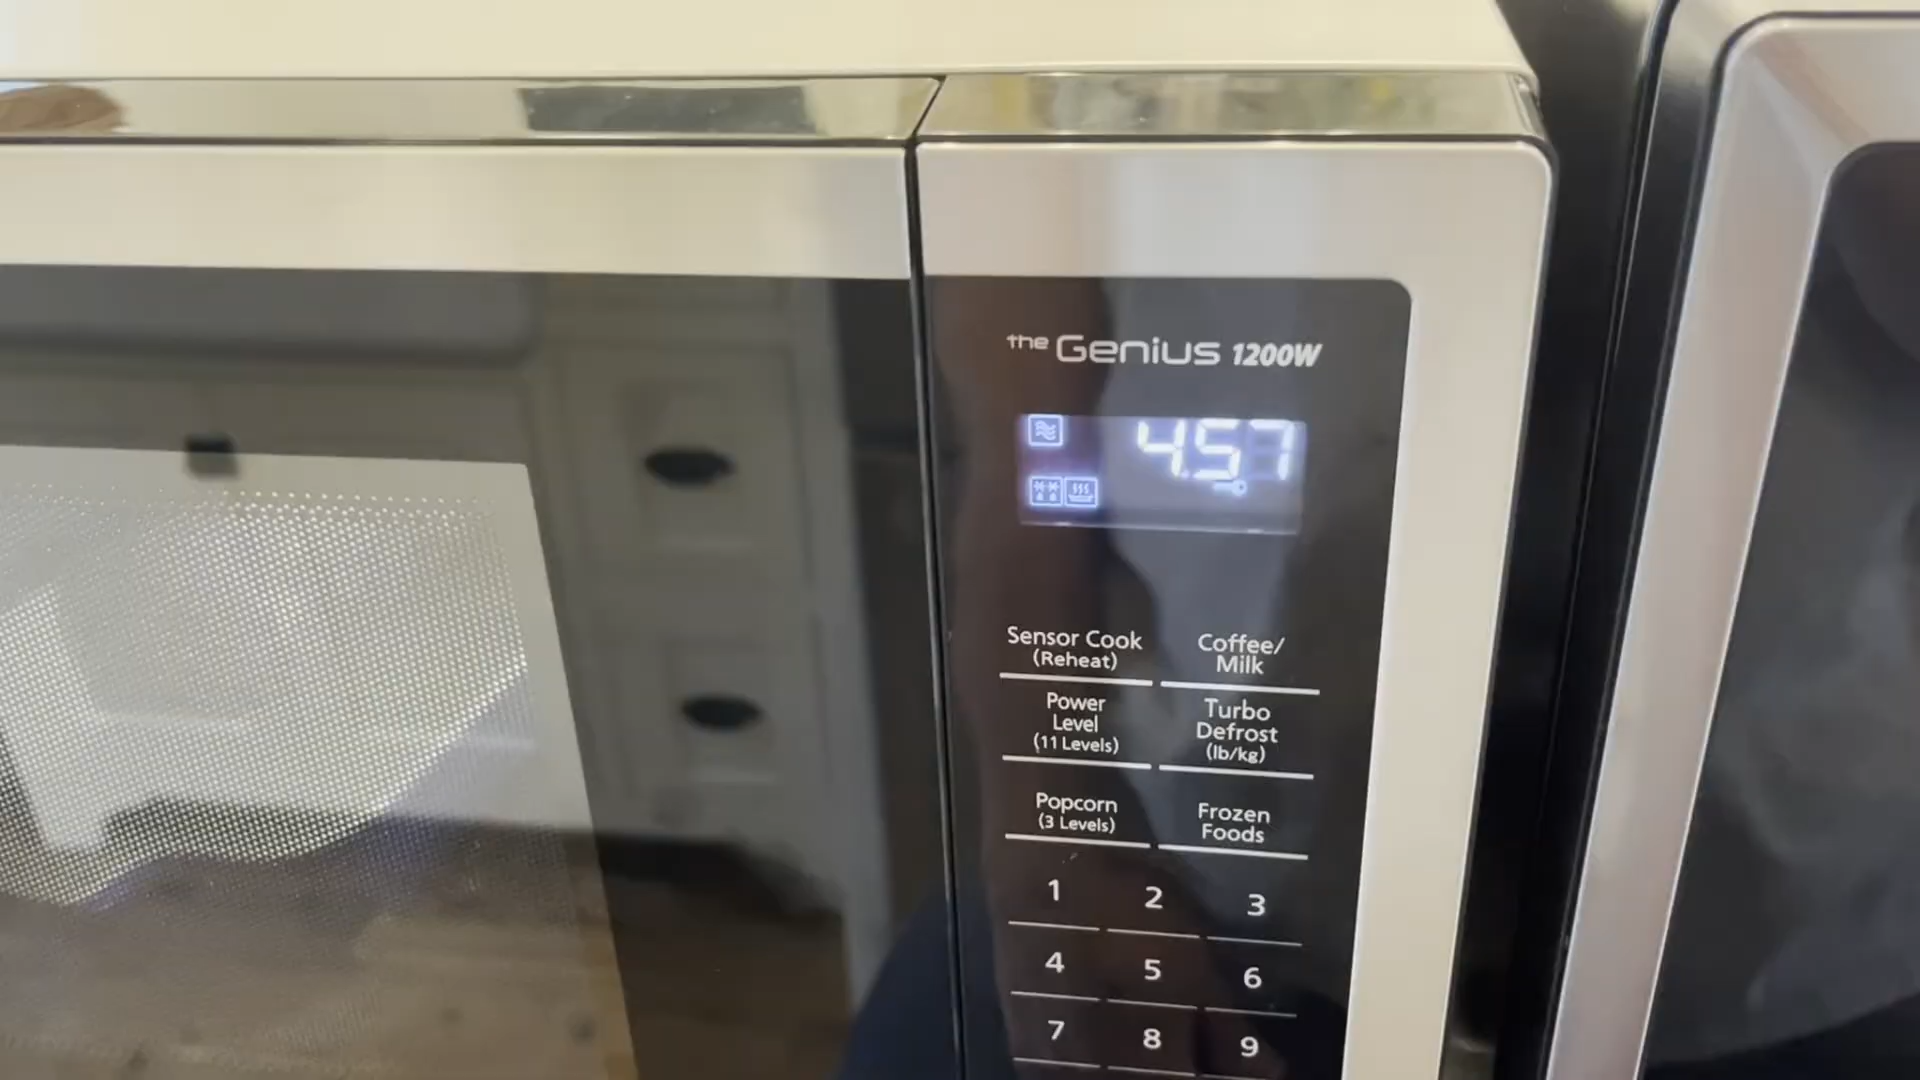 the Genius 1200W
4.57
Sensor Cook
(Reheat)
Coffee/
Milk
Power
Level
(11 Levels)
Turbo
Defrost
(lb/kg)
Popcorn
(3 Levels)
Frozen
Foods
1 2 3
4 5 6
7 8 9